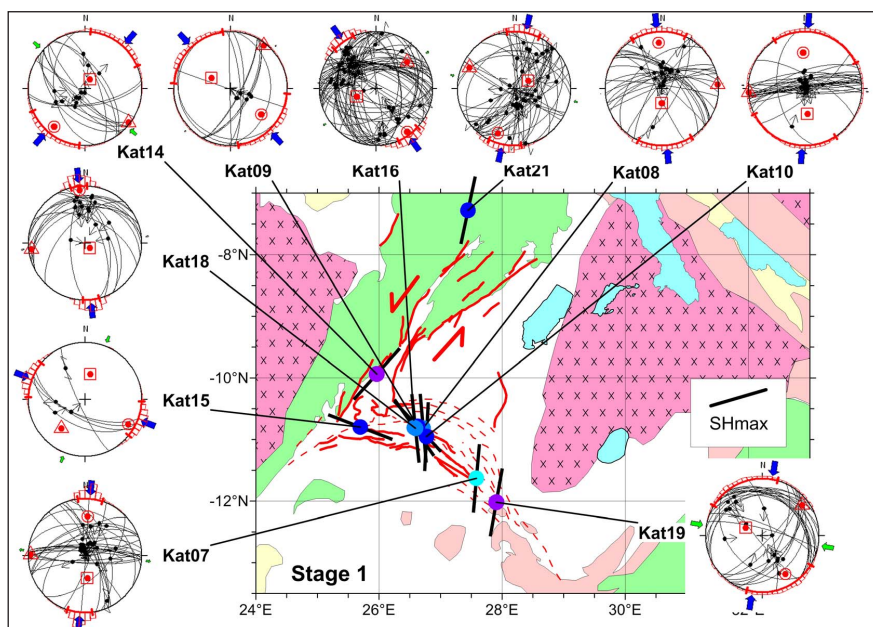 N
N
N
N
N
N
Kat14
Kat09
Kat16
Kat21
Kat08
Kat10
N
-8°
Kat18
N
-10°
Kat15
SHmax
N
N
-12°
Kat07
Kat19
Stage 1
24°E
26°E
28°E
30°E